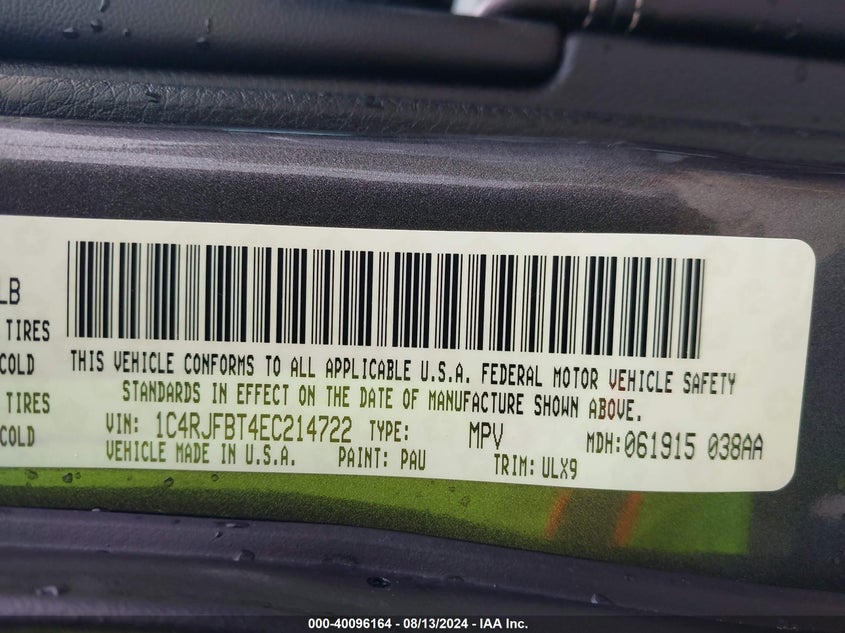 LB
TIRES
COLD
TIRES
COLD
THIS VEHICLE CONFORMS TO ALL APPLICABLE U.S.A. FEDERAL MOTOR VEHICLE SAFETY
STANDARDS IN EFFECT ON THE DATE OF MANUFACTURE SHOWN ABOVE.
VIN: 1C4RJFBT4EC214722 TYPE: MPV MDH:061915 038AA
VEHICLE MADE IN U.S.A. PAINT: PAU TRIM: ULX9
000-40096164 - 08/13/2024 - IAA Inc.